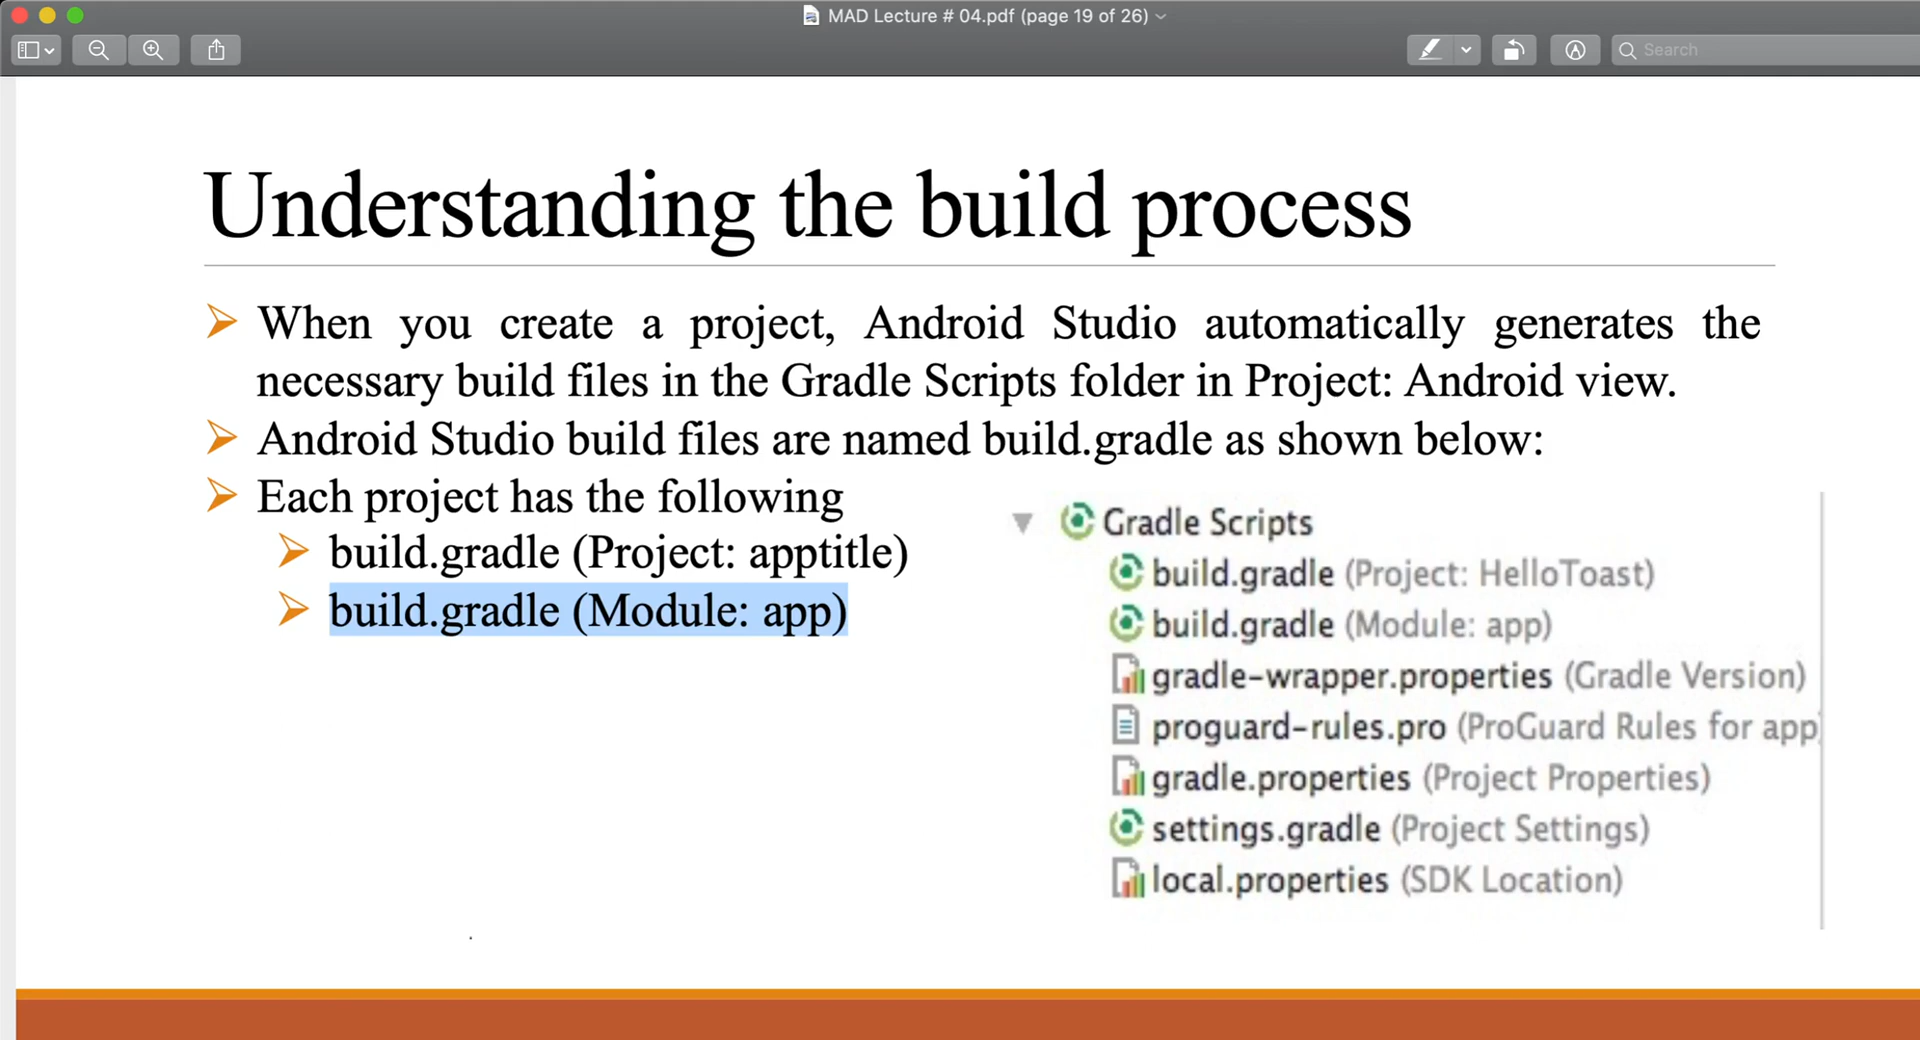 MAD Lecture # 04.pdf (page 19 of 26)
Search
Understanding the build process
When you create a project, Android Studio automatically generates the
necessary build files in the Gradle Scripts folder in Project: Android view.
Android Studio build files are named build.gradle as shown below:
Each project has the following
build.gradle (Project: apptitle)
build.gradle (Module: app)
Gradle Scripts
build.gradle (Project: HelloToast)
build.gradle (Module: app)
gradle-wrapper.properties (Gradle Version)
proguard-rules.pro (ProGuard Rules for app)
gradle.properties (Project Properties)
settings.gradle (Project Settings)
local.properties (SDK Location)